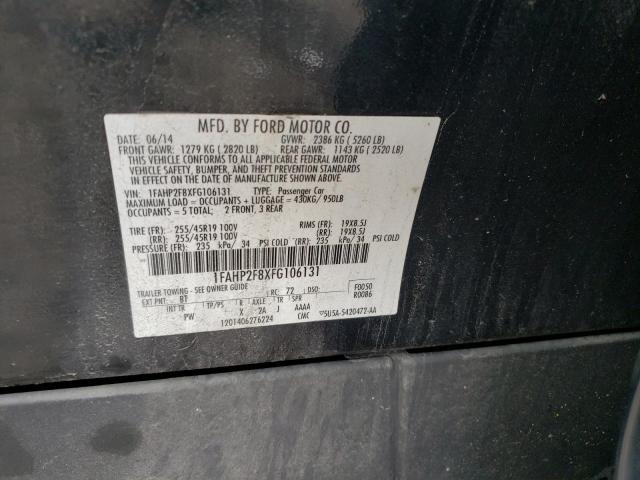 MFD. BY FORD MOTOR CO.
DATE: 06/14 GVWR: 2386 KG ( 5260 LB)
FRONT GAWR: 1279 KG ( 2820 LB) REAR GAWR: 1143 KG ( 2520 LB)
THIS VEHICLE CONFORMS TO ALL APPLICABLE FEDERAL MOTOR
VEHICLE SAFETY, BUMPER, AND THEFT PREVENTION STANDARDS
IN EFFECT ON THE DATE OF MANUFACTURE SHOWN ABOVE.
VIN: 1FAHP2F8XFG106131 TYPE: Passenger Car
MAXIMUM LOAD = OCCUPANTS + LUGGAGE = 430KG/ 950LB
OCCUPANTS = 5 TOTAL; 2 FRONT, 3 REAR
TIRE (FR): 255/45R19 100V RIMS (FR): 19X8.5J
(RR): 255/45R19 100V (RR): 19X8.5J
PRESSURE (FR): 235 kPa/ 34 PSI COLD (RR): 235 kPa/ 34 PSI COLD
1FAHP2F8XFG106131
TRAILER TOWING - SEE OWNER GUIDE F0050
EXT PNT: BT RC: 72 DSO: R0086
INT TR TP/PS R AXLE TR SPR
PW X 2A J AAAA
1201406276224 CMC ▽5U5A-5420472-AA